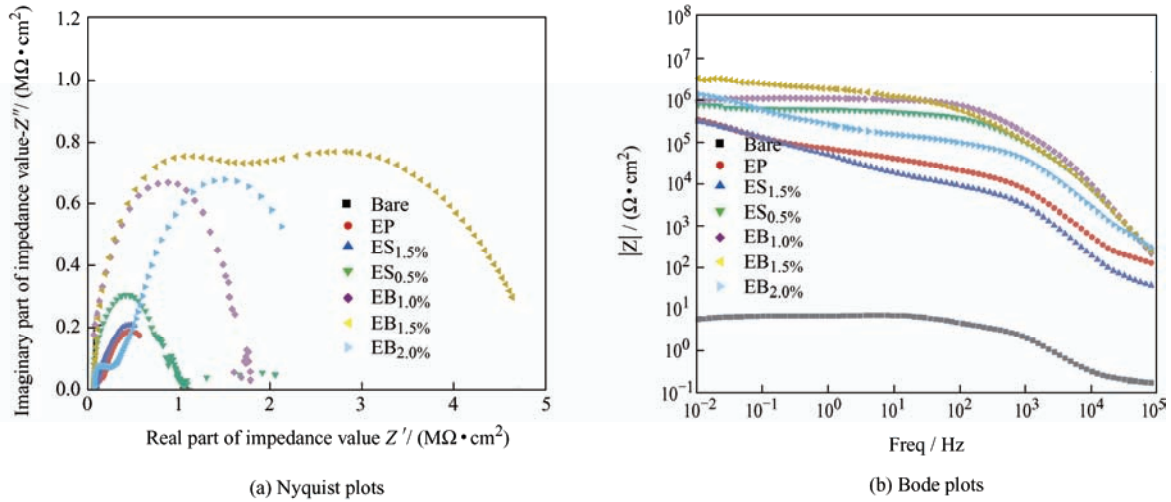 1.2
1.0
0.8
0.6
0.4
0.2
0.0
0
1
2
3
4
5
Imaginary part of impedance value-Z″/ (MΩ•cm²)
Real part of impedance value Z′/ (MΩ•cm²)
Bare
EP
ES1.5%
ES0.5%
EB1.0%
EB1.5%
EB2.0%
(a) Nyquist plots
10⁸
10⁷
10⁶
10⁵
10⁴
10³
10²
10¹
10⁰
10⁻¹
10⁻²
10⁻¹
10⁰
10¹
10²
10³
10⁴
10⁵
|Z| / (Ω•cm²)
Freq / Hz
Bare
EP
ES1.5%
ES0.5%
EB1.0%
EB1.5%
EB2.0%
(b) Bode plots